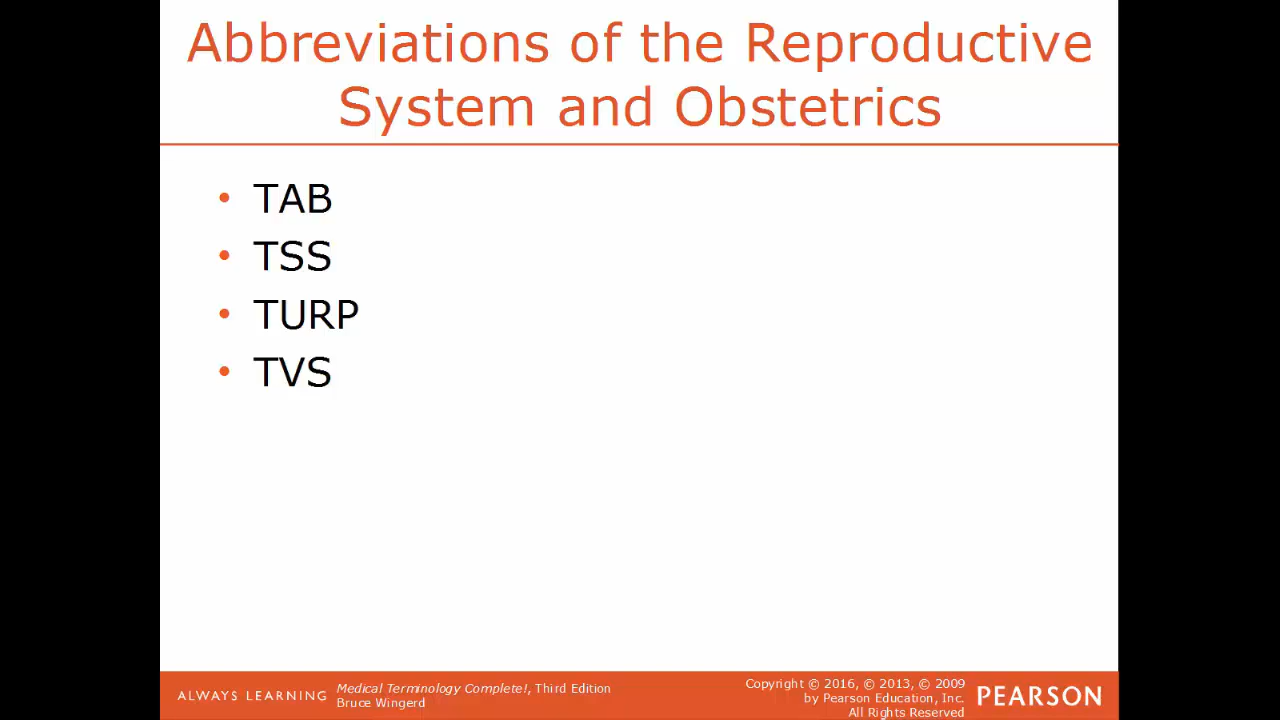 Abbreviations of the Reproductive
System and Obstetrics
• TAB
• TSS
• TURP
• TVS
ALWAYS LEARNING
Medical Terminology Complete!, Third Edition
Bruce Wingerd
Copyright © 2016, © 2013, © 2009
by Pearson Education, Inc.
All Rights Reserved
PEARSON